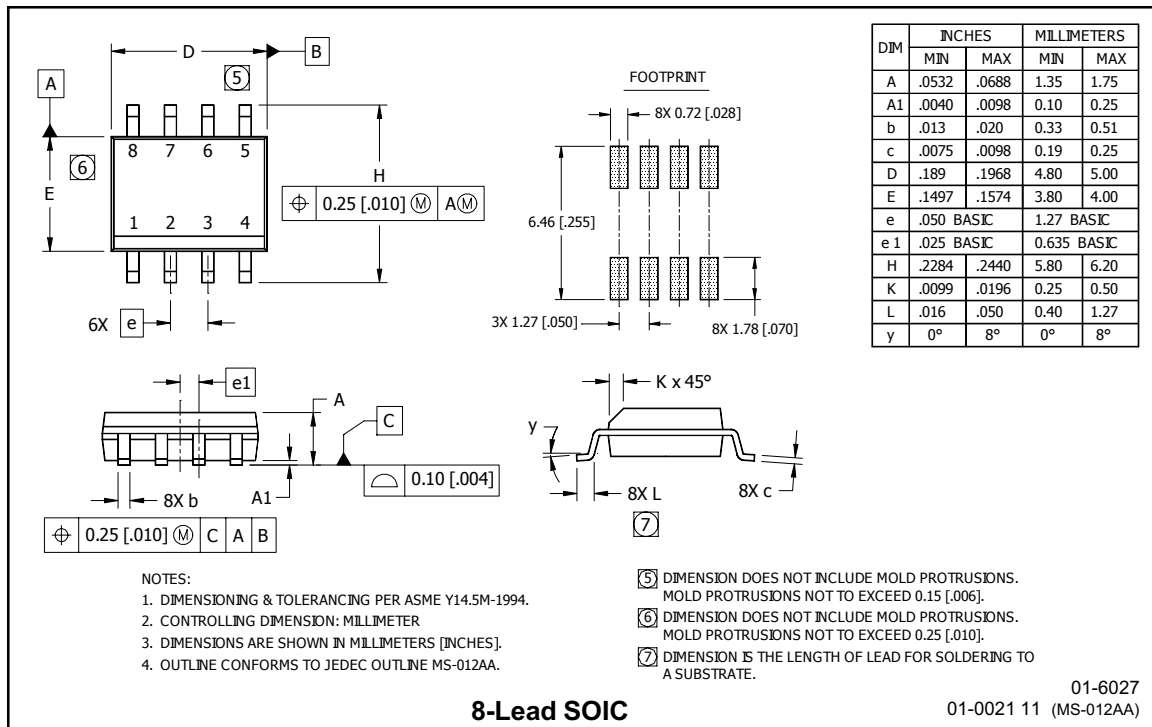 D
B
5
A
8 7 6 5
6
E
H
0.25 [.010] Ⓜ A Ⓜ
1 2 3 4
6X e
FOOTPRINT
8X 0.72 [.028]
6.46 [.255]
3X 1.27 [.050]
8X 1.78 [.070]
DIM INCHES MILLIMETERS
MIN MAX MIN MAX
A .0532 .0688 1.35 1.75
A1 .0040 .0098 0.10 0.25
b .013 .020 0.33 0.51
c .0075 .0098 0.19 0.25
D .189 .1968 4.80 5.00
E .1497 .1574 3.80 4.00
e .050 BASIC 1.27 BASIC
e 1 .025 BASIC 0.635 BASIC
H .2284 .2440 5.80 6.20
K .0099 .0196 0.25 0.50
L .016 .050 0.40 1.27
y 0° 8° 0° 8°
e1
A
C
0.10 [.004]
8X b
A1
0.25 [.010] Ⓜ C A B
K x 45°
y
8X L
7
8X c
NOTES:
1. DIMENSIONING & TOLERANCING PER ASME Y14.5M-1994.
2. CONTROLLING DIMENSION: MILLIMETER
3. DIMENSIONS ARE SHOWN IN MILLIMETERS [INCHES].
4. OUTLINE CONFORMS TO JEDEC OUTLINE MS-012AA.
5 DIMENSION DOES NOT INCLUDE MOLD PROTRUSIONS.
MOLD PROTRUSIONS NOT TO EXCEED 0.15 [.006].
6 DIMENSION DOES NOT INCLUDE MOLD PROTRUSIONS.
MOLD PROTRUSIONS NOT TO EXCEED 0.25 [.010].
7 DIMENSION IS THE LENGTH OF LEAD FOR SOLDERING TO
A SUBSTRATE.
8-Lead SOIC
01-6027
01-0021 11 (MS-012AA)